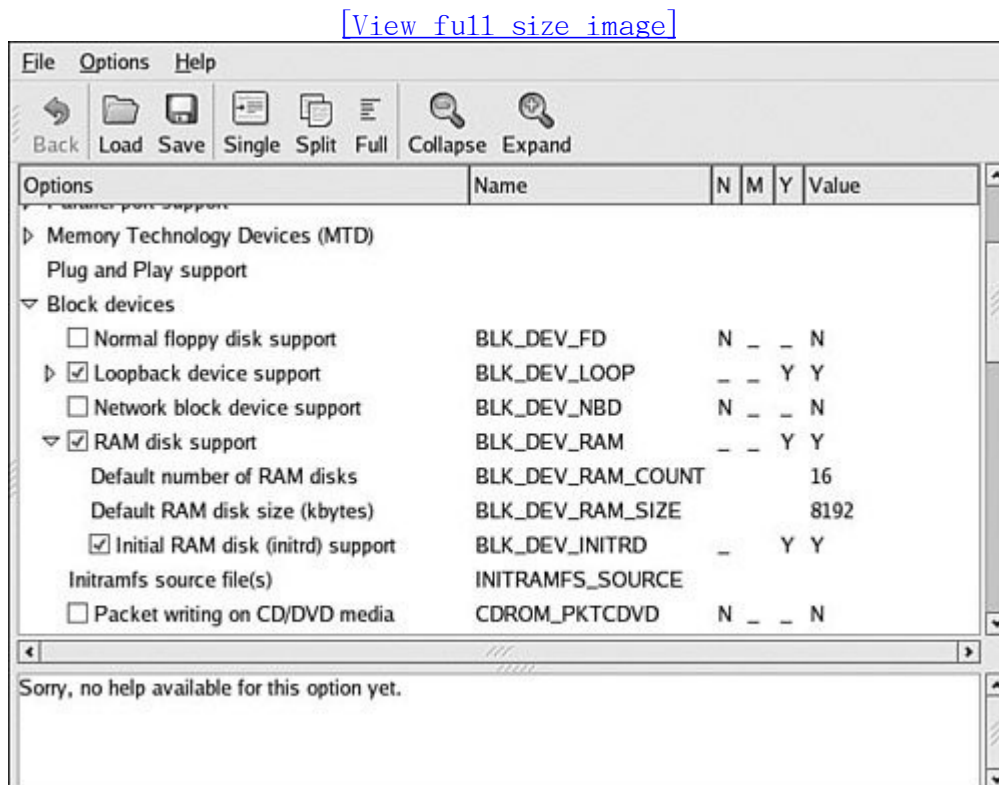 [View full size image]
File Options Help
Back Load Save Single Split Full Collapse Expand
Options Name N M Y Value
Parallel port support
Memory Technology Devices (MTD)
Plug and Play support
Block devices
Normal floppy disk support BLK_DEV_FD N _ _ N
Loopback device support BLK_DEV_LOOP _ _ Y Y
Network block device support BLK_DEV_NBD N _ _ N
RAM disk support BLK_DEV_RAM _ _ Y Y
Default number of RAM disks BLK_DEV_RAM_COUNT 16
Default RAM disk size (kbytes) BLK_DEV_RAM_SIZE 8192
Initial RAM disk (initrd) support BLK_DEV_INITRD _ Y Y
Initramfs source file(s) INITRAMFS_SOURCE
Packet writing on CD/DVD media CDROM_PKTCDVD N _ _ N
Sorry, no help available for this option yet.